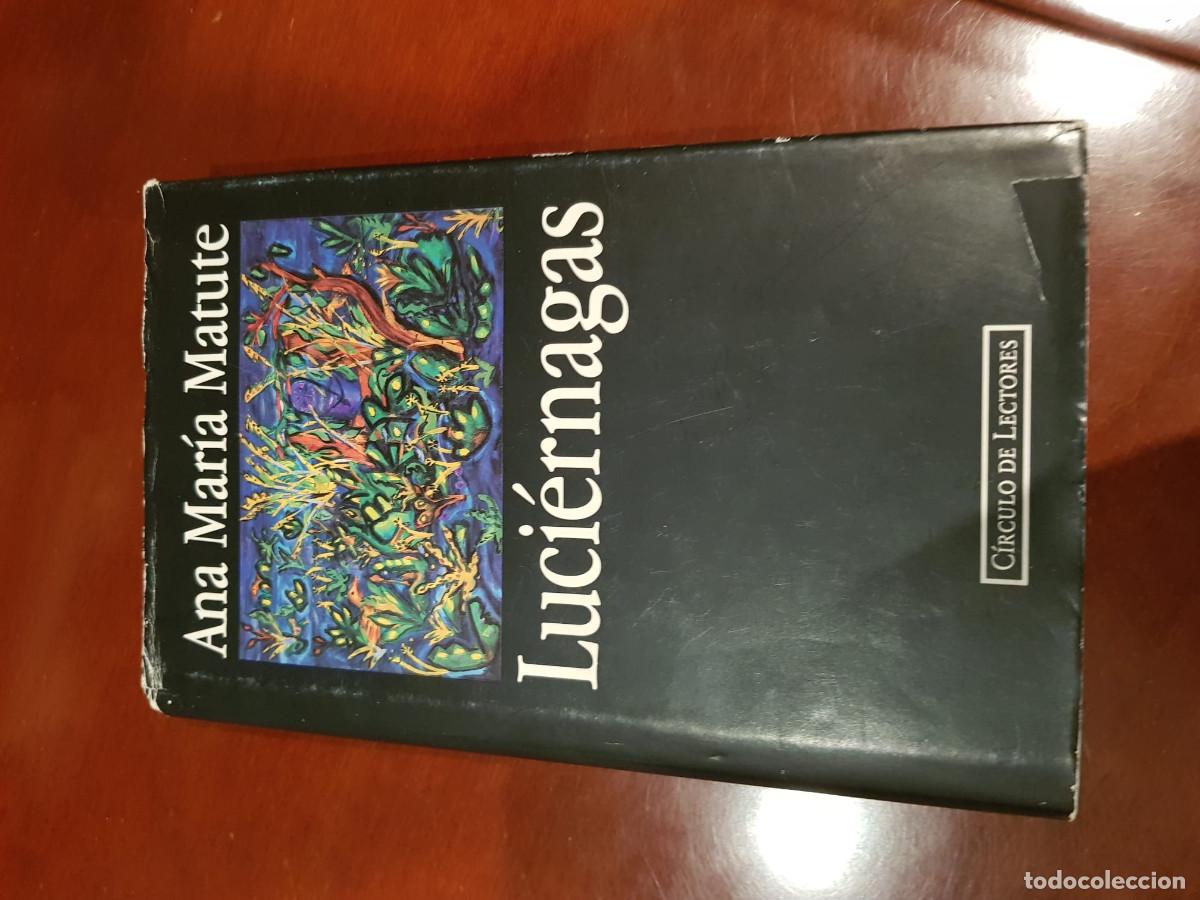 Ana María Matute
Luciérnagas
CÍRCULO DE LECTORES
todocoleccion